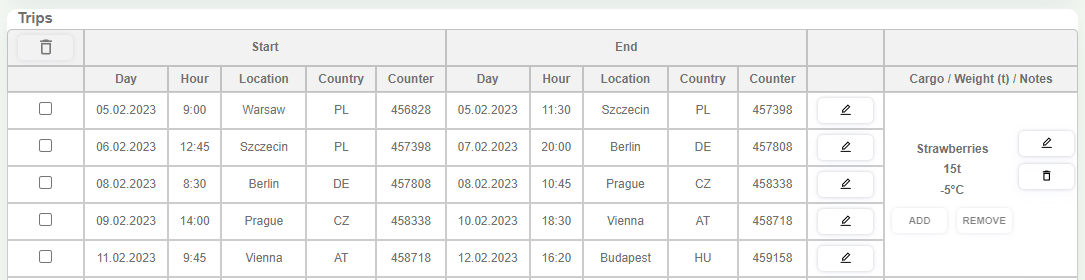 Trips
Start End
Day Hour Location Country Counter Day Hour Location Country Counter Cargo / Weight (t) / Notes
05.02.2023 9:00 Warsaw PL 456828 05.02.2023 11:30 Szczecin PL 457398
06.02.2023 12:45 Szczecin PL 457398 07.02.2023 20:00 Berlin DE 457808
08.02.2023 8:30 Berlin DE 457808 08.02.2023 10:45 Prague CZ 458338
09.02.2023 14:00 Prague CZ 458338 10.02.2023 18:30 Vienna AT 458718
11.02.2023 9:45 Vienna AT 458718 12.02.2023 16:20 Budapest HU 459158
Strawberries
15t
-5°C
ADD REMOVE